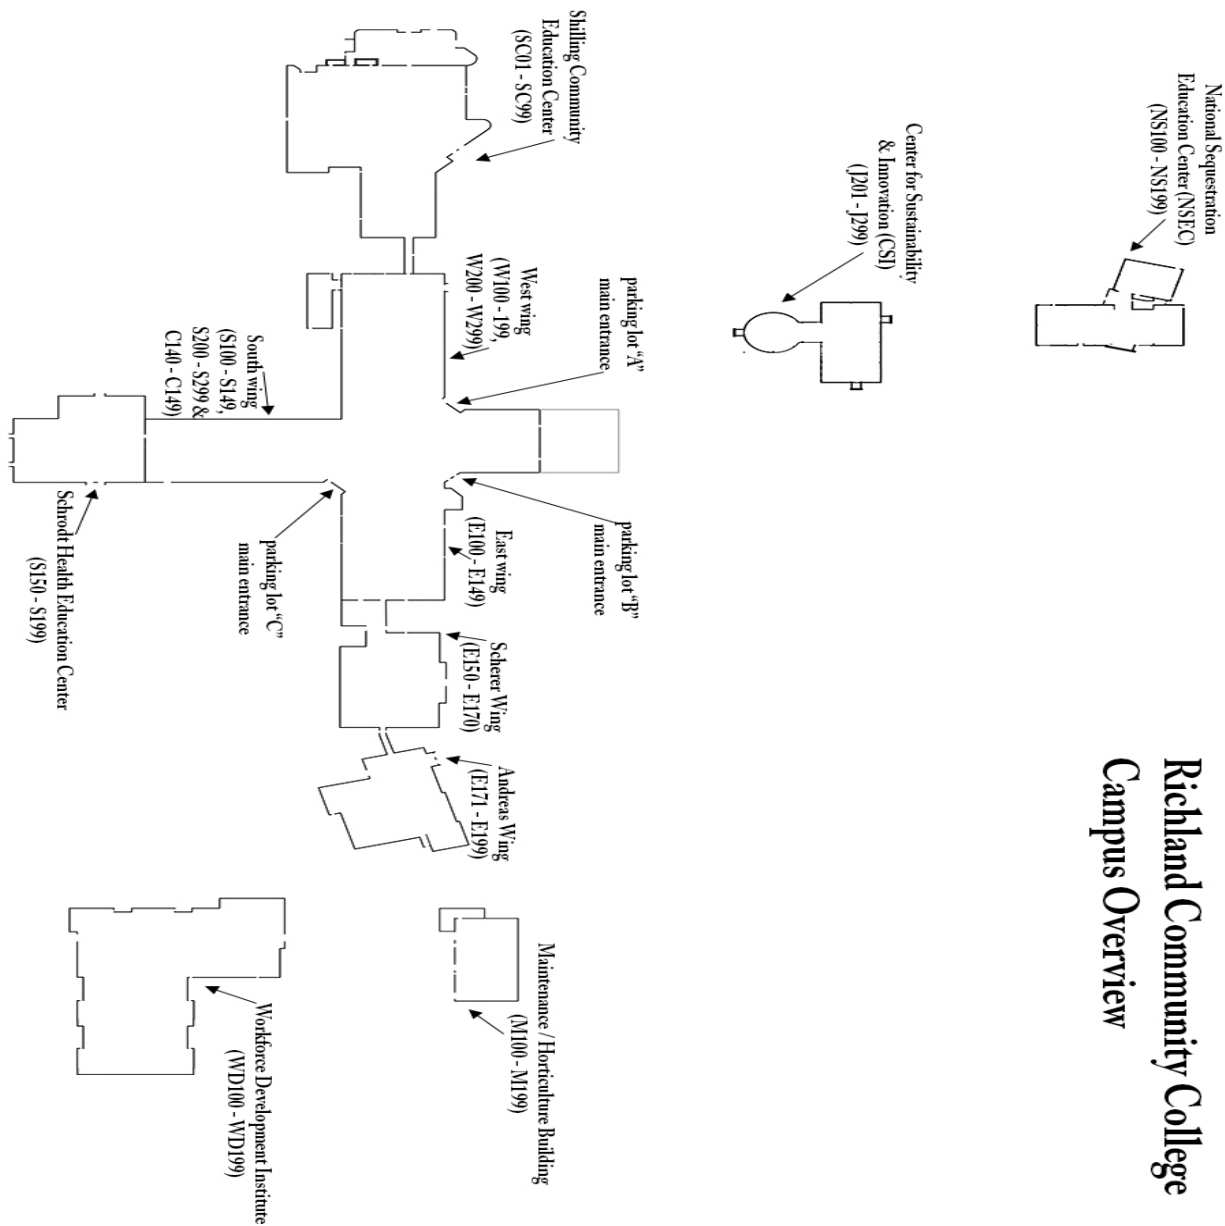 Richland Community College
Campus Overview
National Sequestration
Education Center (NSEC)
(NS100 - NS199)
Center for Sustainability
& Innovation (CSI)
(J201 - J299)
Shilling Community
Education Center
(SC01 - SC99)
parking lot "A"
main entrance
West wing
(W100 - 199,
W200 - W299)
South wing
(S100 - S149,
S200 - S299 &
C140 - C149)
parking lot "B"
main entrance
East wing
(E100 - E149)
parking lot "C"
main entrance
Schrodt Health Education Center
(S150 - S199)
Scherer Wing
(E150 - E170)
Andreas Wing
(E171 - E199)
Maintenance / Horticulture Building
(M100 - M199)
Workforce Development Institute
(WD100 - WD199)